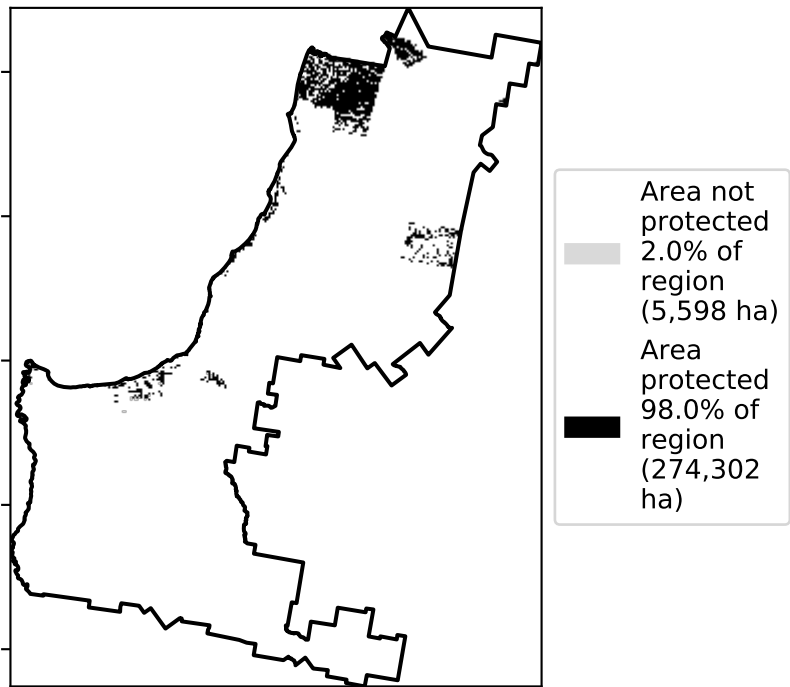 Area not
protected
2.0% of
region
(5,598 ha)
Area
protected
98.0% of
region
(274,302
ha)